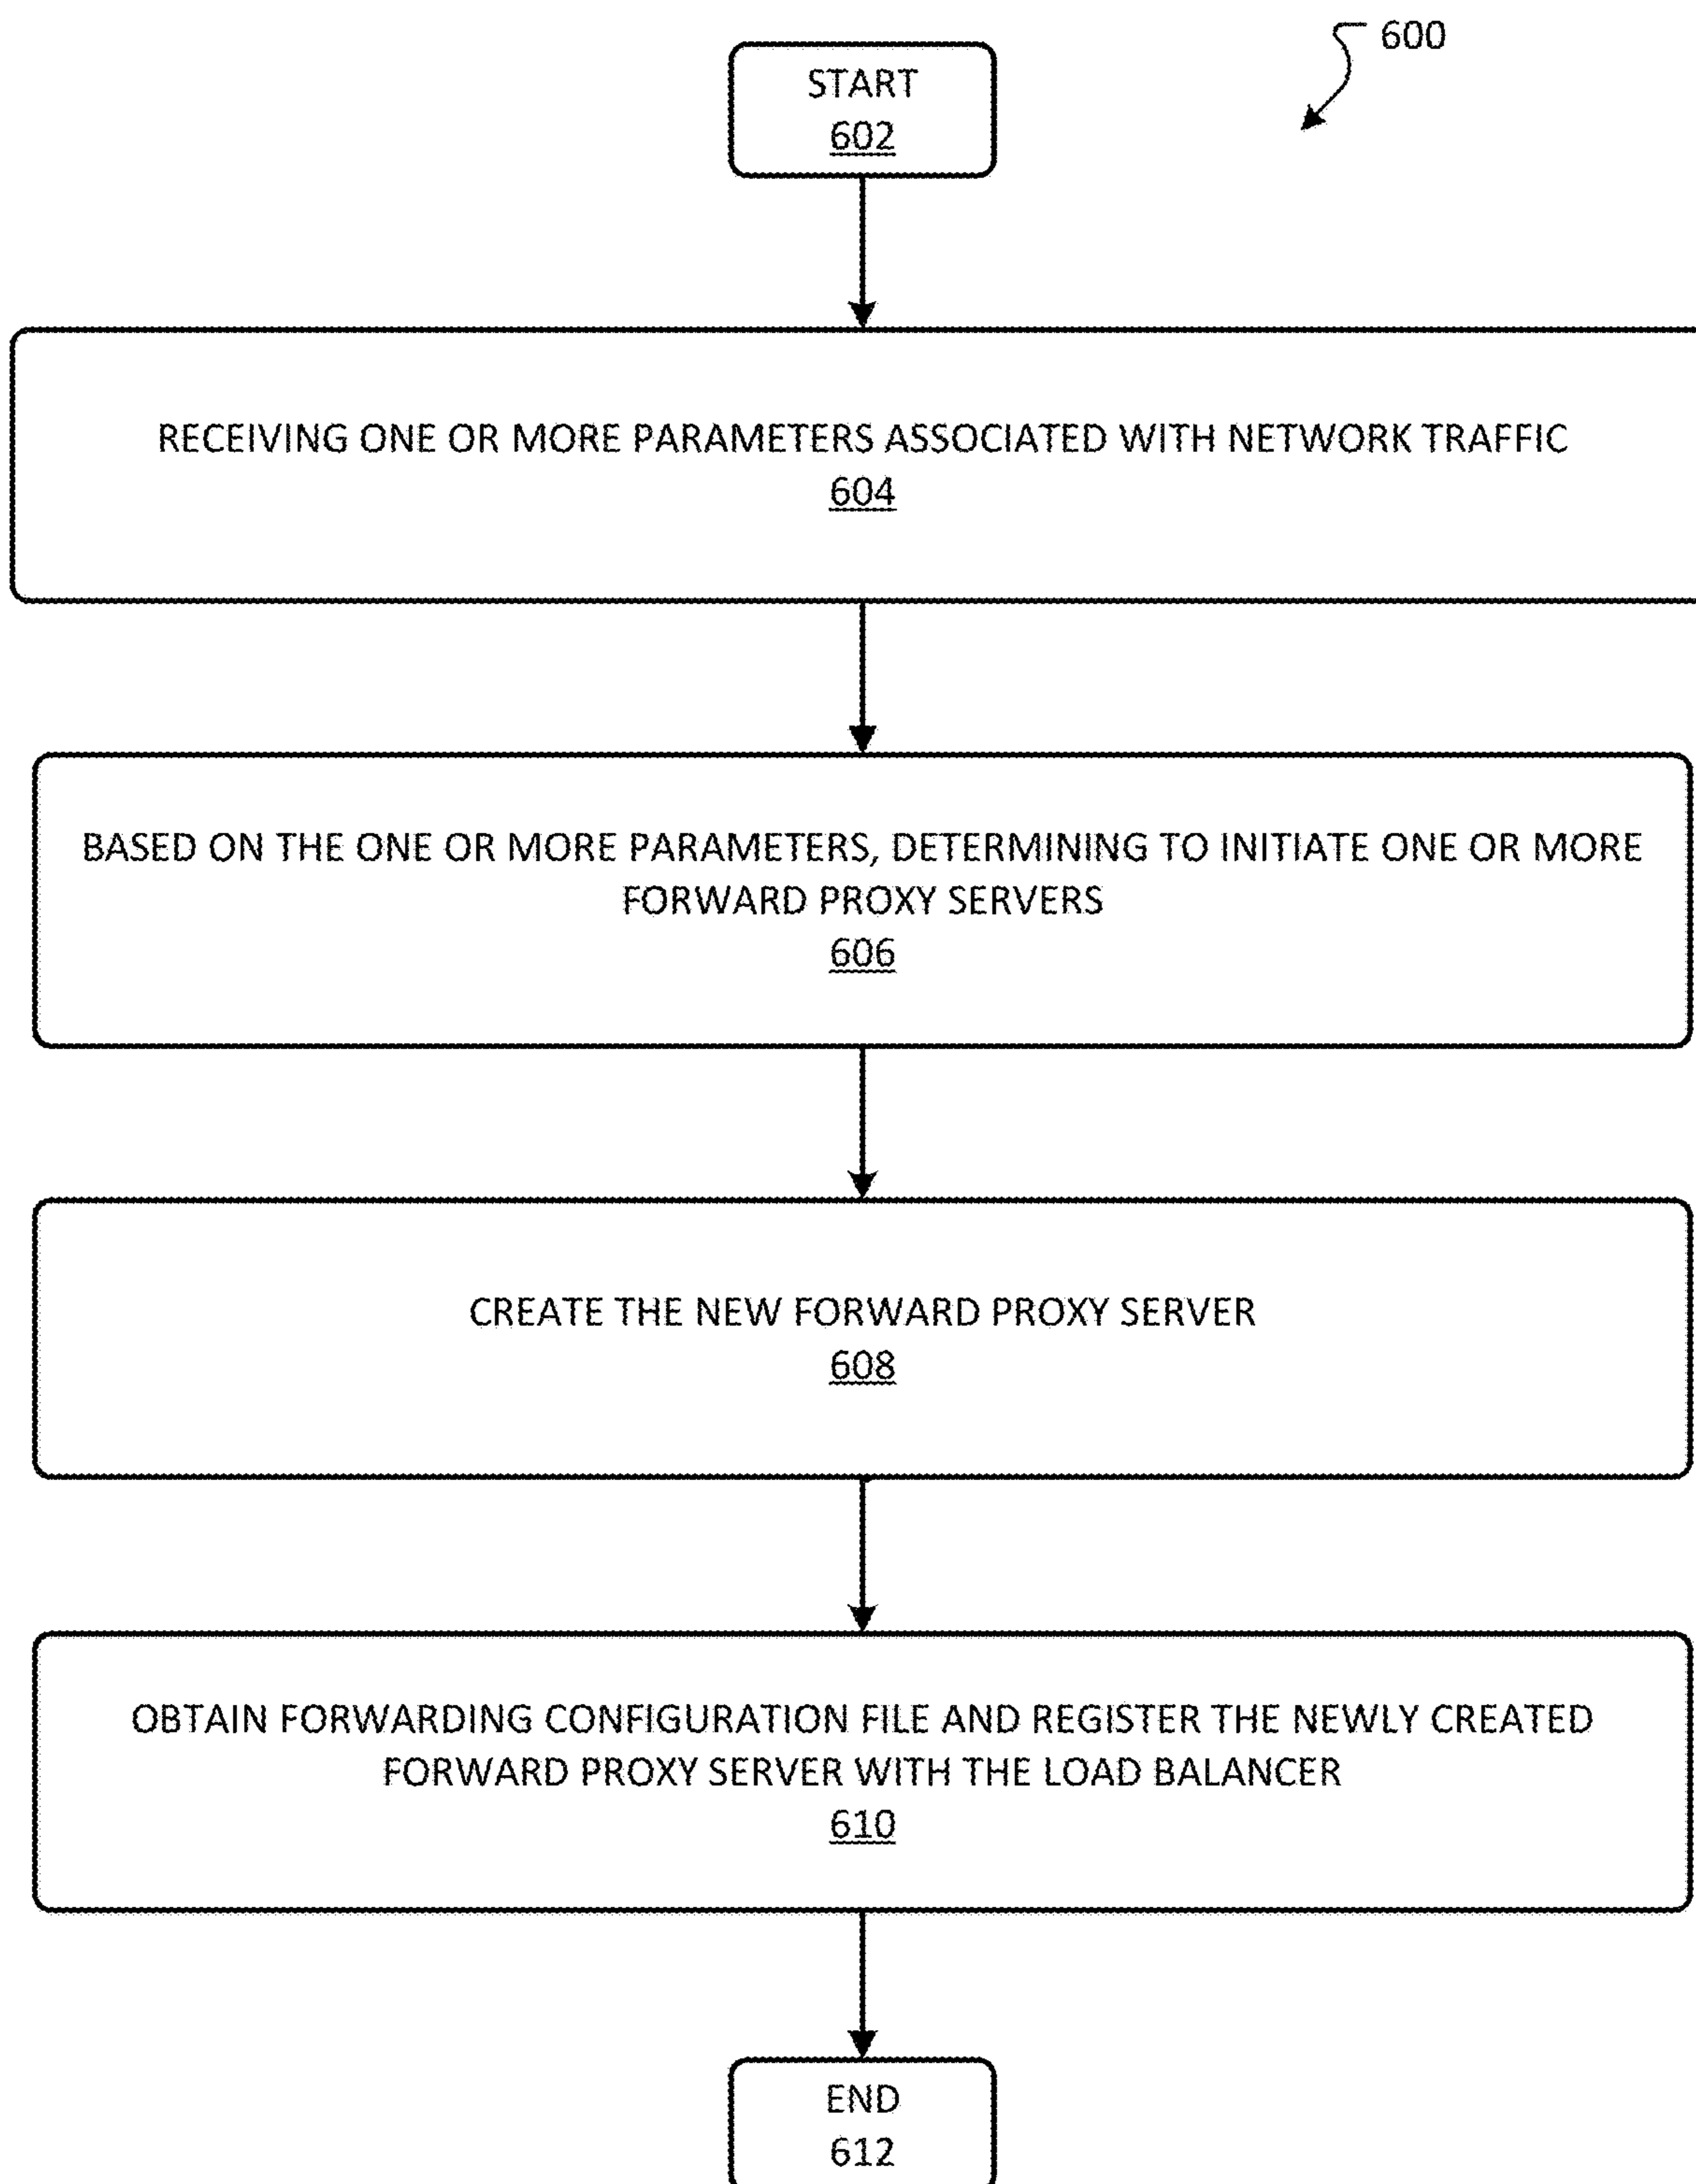 600
START
602
RECEIVING ONE OR MORE PARAMETERS ASSOCIATED WITH NETWORK TRAFFIC
604
BASED ON THE ONE OR MORE PARAMETERS, DETERMINING TO INITIATE ONE OR MORE
FORWARD PROXY SERVERS
606
CREATE THE NEW FORWARD PROXY SERVER
608
OBTAIN FORWARDING CONFIGURATION FILE AND REGISTER THE NEWLY CREATED
FORWARD PROXY SERVER WITH THE LOAD BALANCER
610
END
612